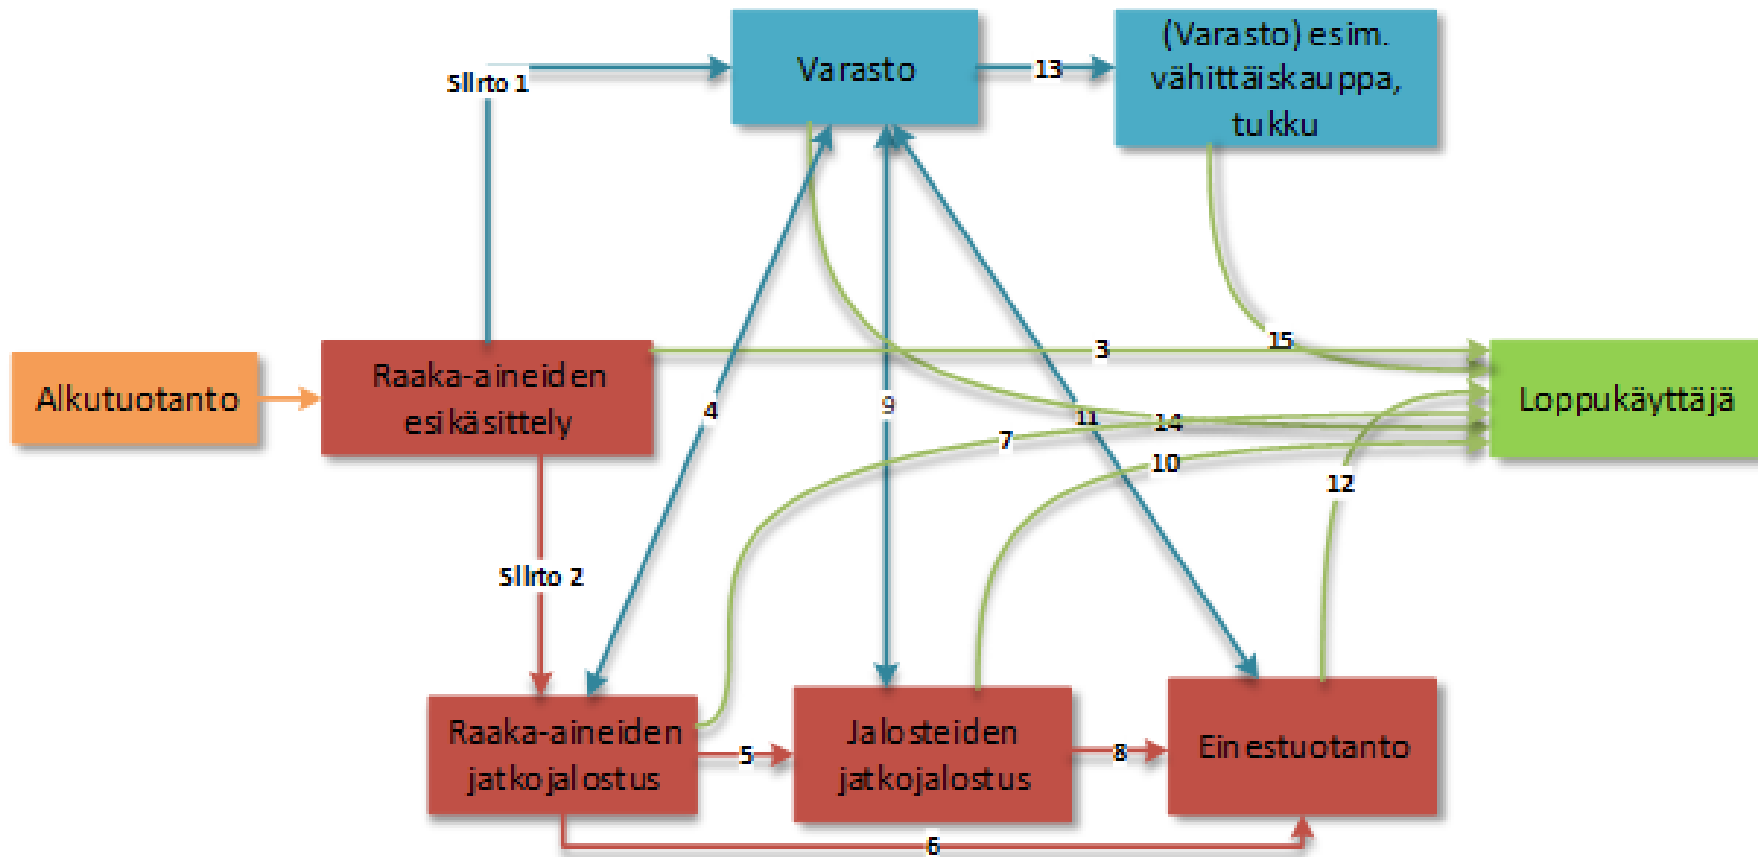 Varasto
13
(Varasto) esim.
vähittäiskauppa,
tukku
Siirto 1
Alkutuotanto
Raaka-aineiden
esikäsittely
3
15
Loppukäyttäjä
4
9
11
14
7
10
12
Siirto 2
Raaka-aineiden
jatkojalostus
5
Jalosteiden
jatkojalostus
8
Einestuotanto
6